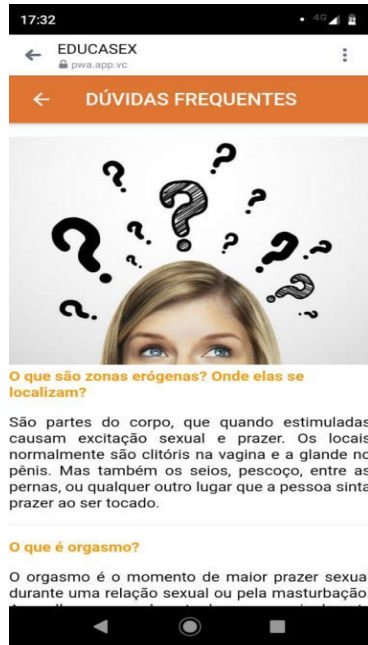 17:32
4G
EDUCASEX
pwa.app.vc
DÚVIDAS FREQUENTES
O que são zonas erógenas? Onde elas se
localizam?
São partes do corpo, que quando estimuladas
causam excitação sexual e prazer. Os locais
normalmente são clitóris na vagina e a glande no
pênis. Mas também os seios, pescoço, entre as
pernas, ou qualquer outro lugar que a pessoa sinta
prazer ao ser tocado.
O que é orgasmo?
O orgasmo é o momento de maior prazer sexua
durante uma relação sexual ou pela masturbação